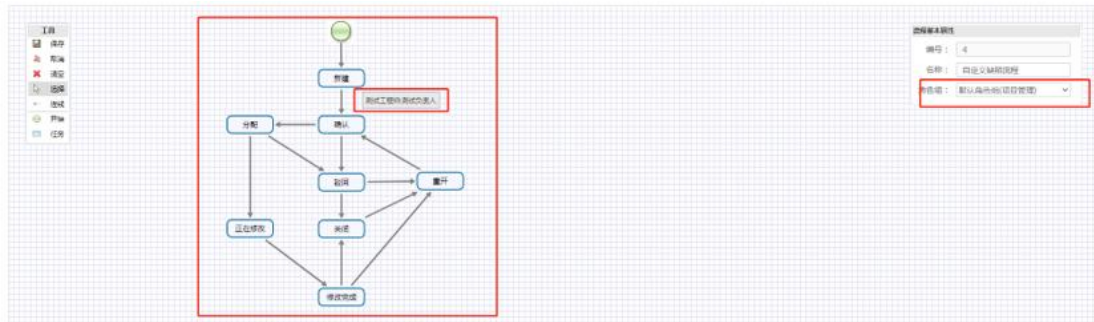 工具
保存
取消
清空
选择
连线
开始
任务
新建
测试工程师测试负责人
分配
确认
驳回
重开
正在修改
关闭
修改完成
流程基本属性
编号： 4
名称： 自定义缺陷流程
角色组： 默认角色组(项目管理)